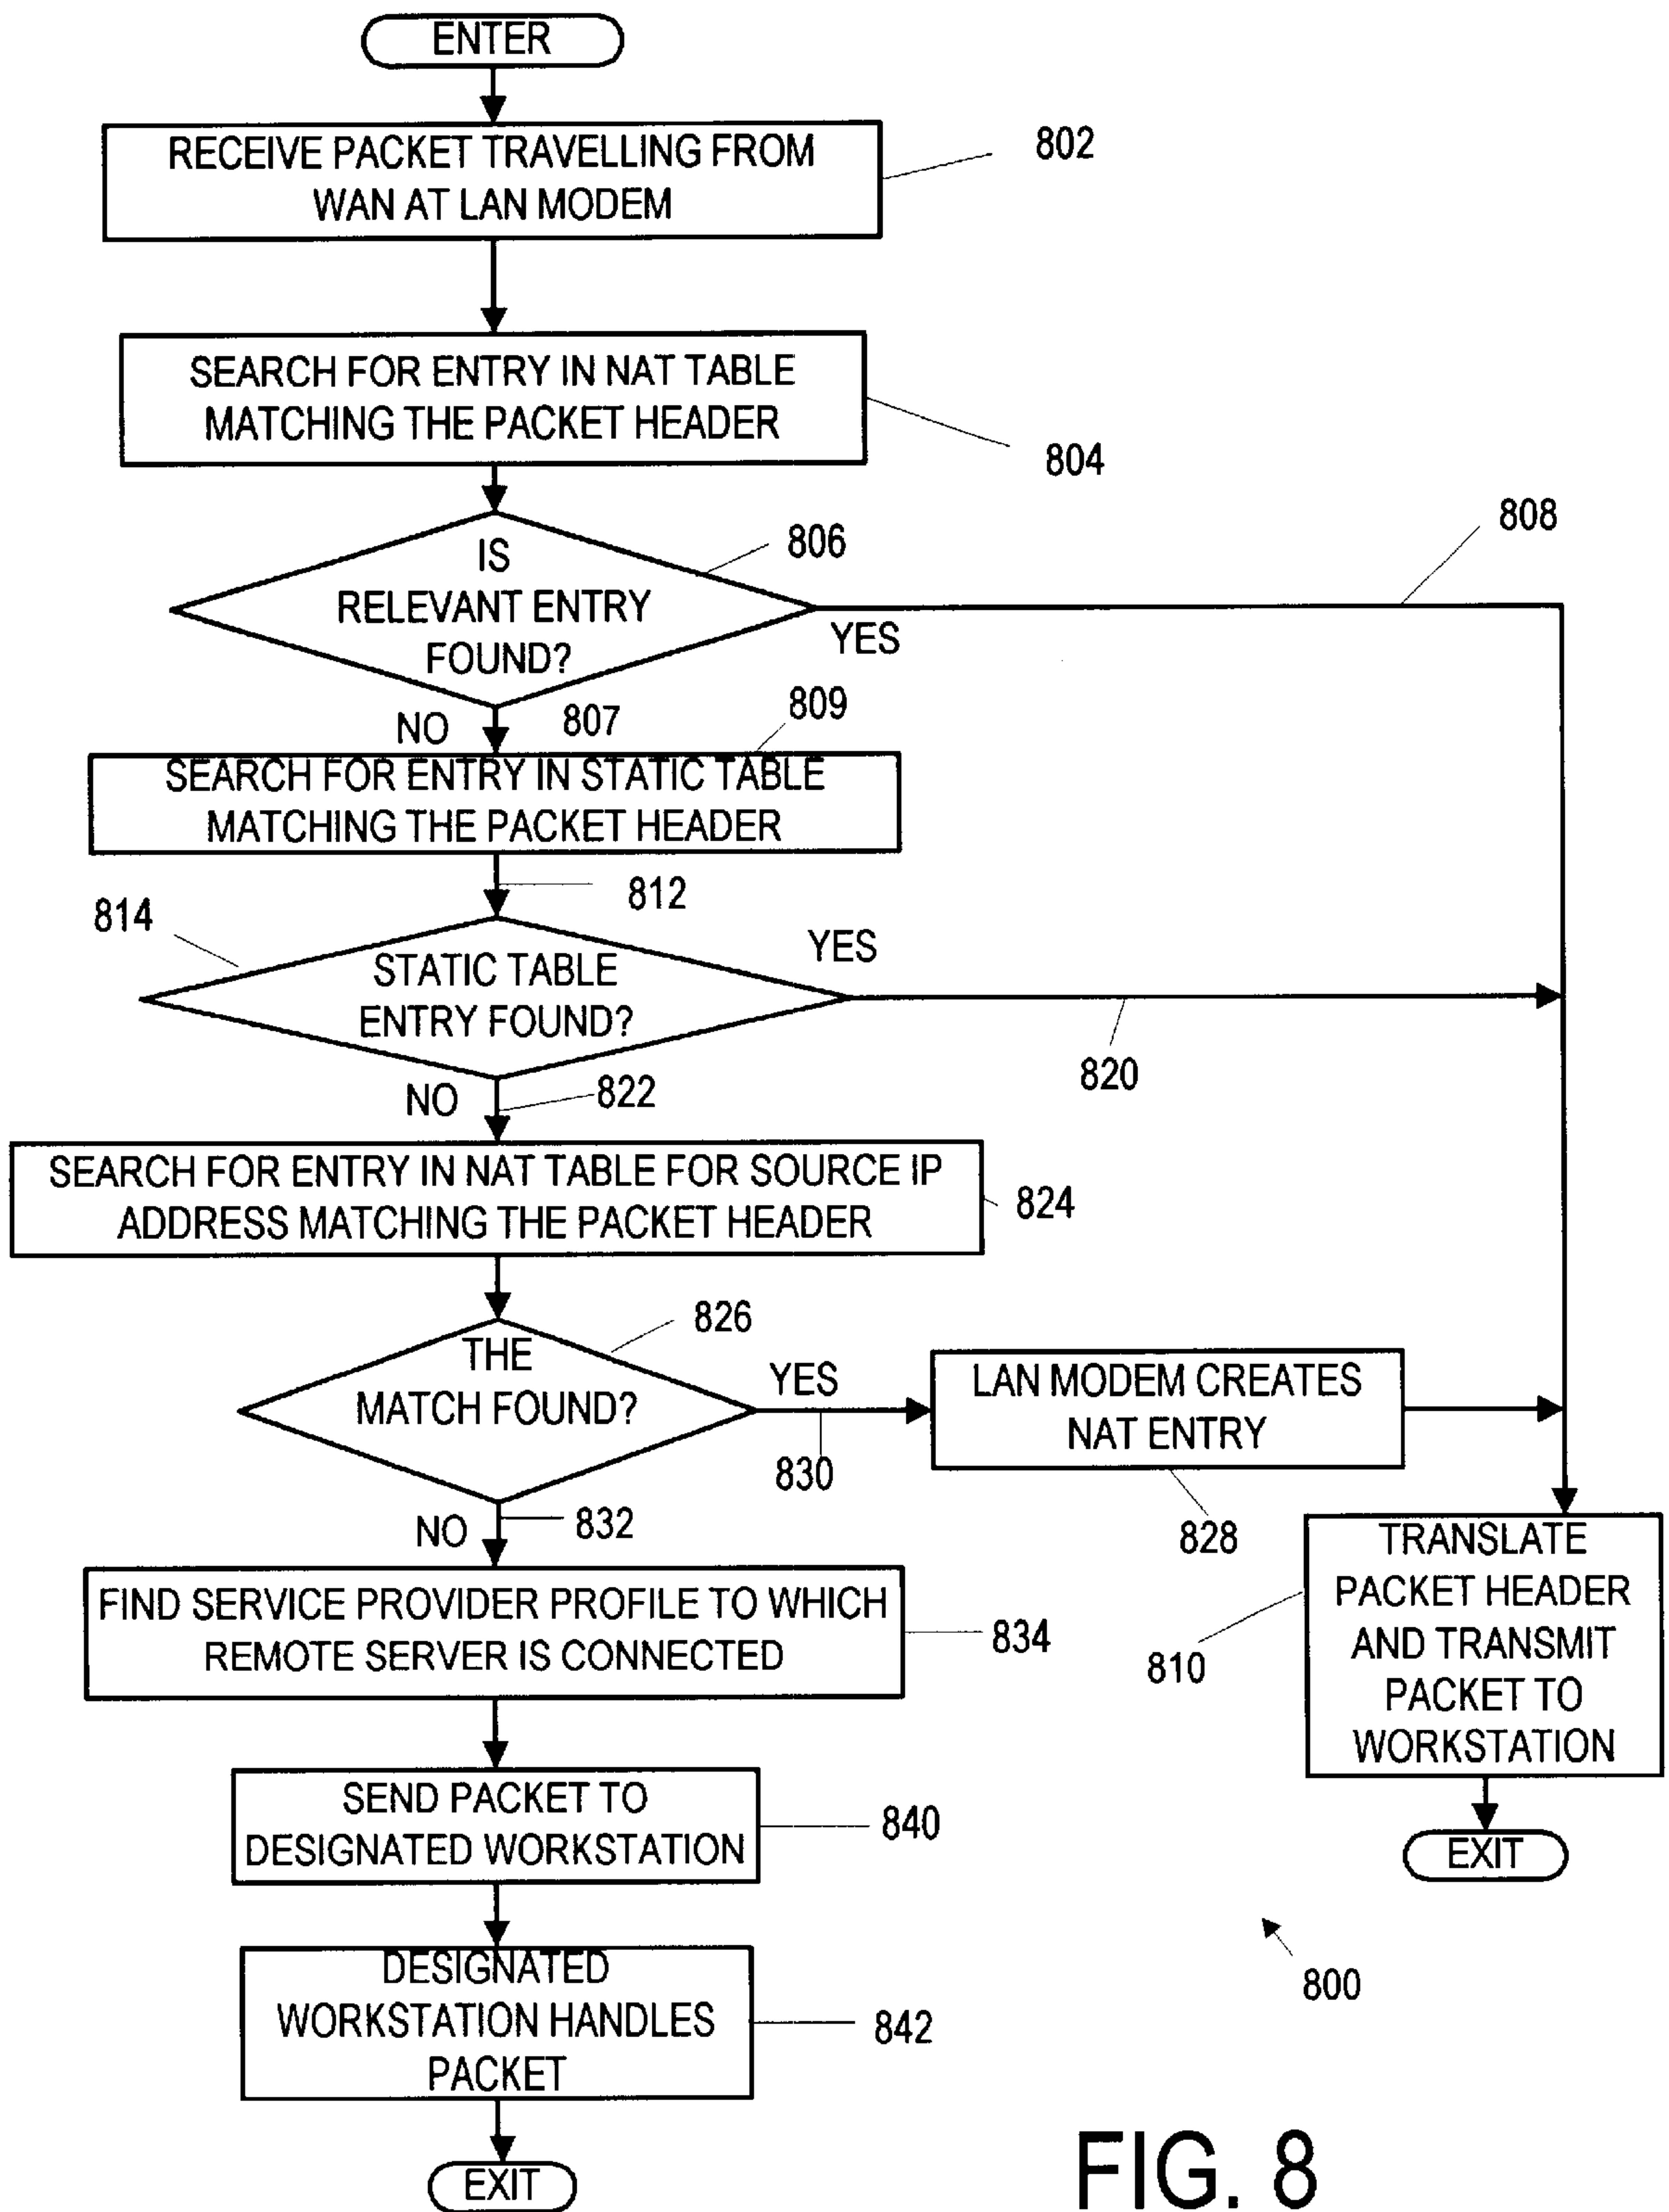 ENTER
RECEIVE PACKET TRAVELLING FROM
WAN AT LAN MODEM
802
SEARCH FOR ENTRY IN NAT TABLE
MATCHING THE PACKET HEADER
804
IS
RELEVANT ENTRY
FOUND?
806
YES
808
NO
807
809
SEARCH FOR ENTRY IN STATIC TABLE
MATCHING THE PACKET HEADER
812
814
STATIC TABLE
ENTRY FOUND?
YES
820
NO
822
SEARCH FOR ENTRY IN NAT TABLE FOR SOURCE IP
ADDRESS MATCHING THE PACKET HEADER
824
THE
MATCH FOUND?
826
YES
830
LAN MODEM CREATES
NAT ENTRY
828
NO
832
FIND SERVICE PROVIDER PROFILE TO WHICH
REMOTE SERVER IS CONNECTED
834
TRANSLATE
PACKET HEADER
AND TRANSMIT
PACKET TO
WORKSTATION
810
EXIT
SEND PACKET TO
DESIGNATED WORKSTATION
840
DESIGNATED
WORKSTATION HANDLES
PACKET
842
EXIT
800
FIG. 8